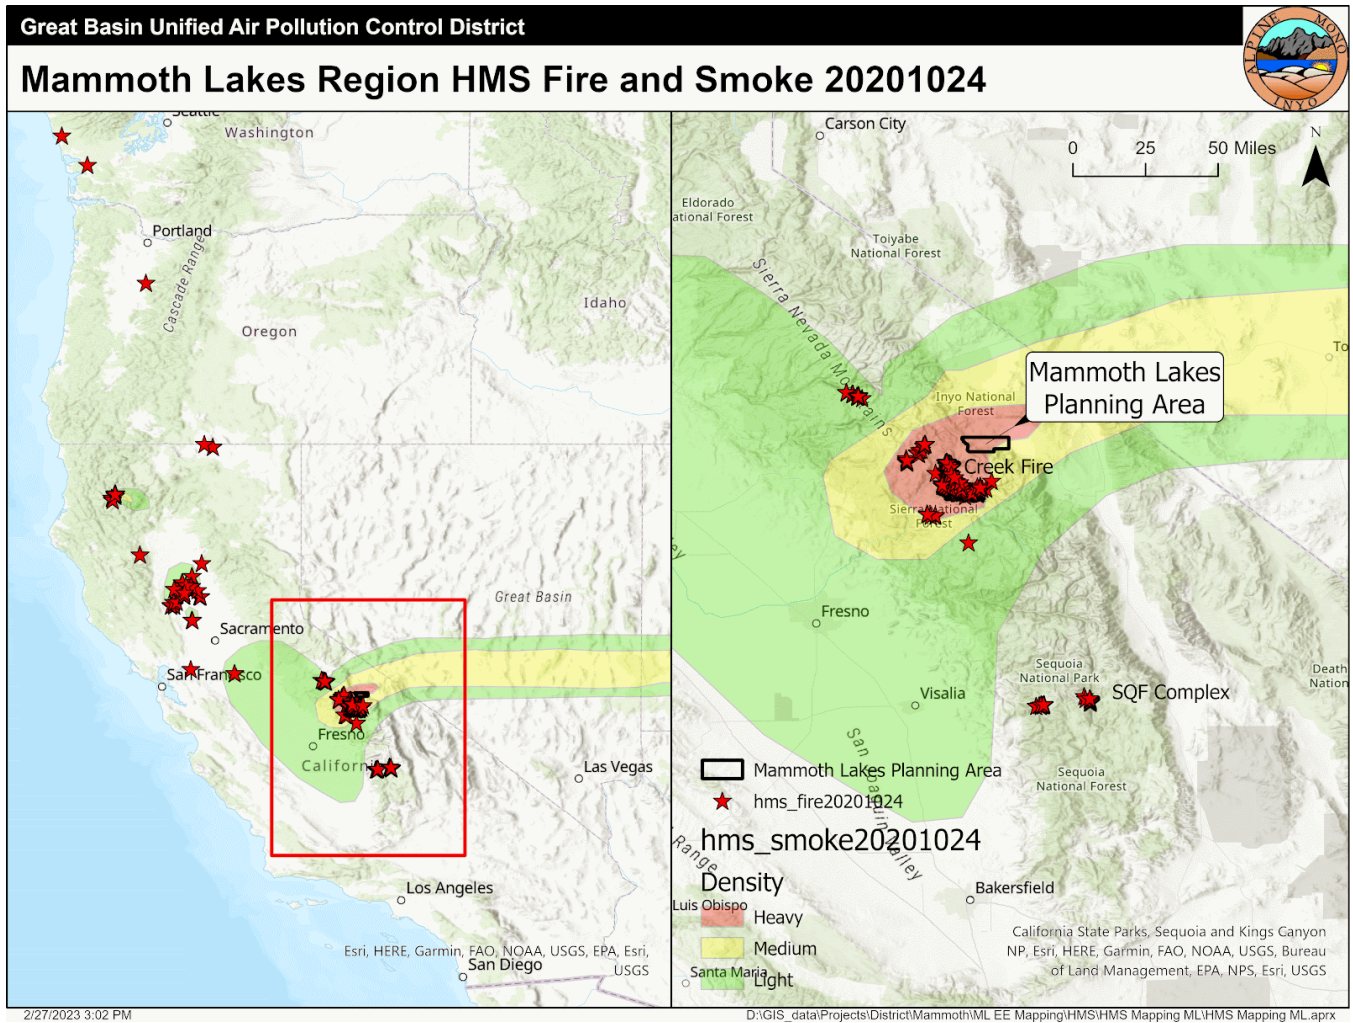 Great Basin Unified Air Pollution Control District
Mammoth Lakes Region HMS Fire and Smoke 20201024
ALPINE MONO
INYO
Seattle
Washington
Portland
Cascade Range
Oregon
Idaho
Great Basin
Sacramento
San Francisco
Fresno
California
Las Vegas
Los Angeles
San Diego
Esri, HERE, Garmin, FAO, NOAA, USGS, EPA, Esri,
USGS
Carson City
0 25 50 Miles
N
Eldorado
ational Forest
Toiyabe
National Forest
Sierra Nevada Mountains
To
Mammoth Lakes
Planning Area
Inyo National
Forest
Creek Fire
Sierra National
Forest
ey
Fresno
Sequoia
National Park
Death
Nation
SQF Complex
Visalia
San Joaquin Valley
Sequoia
National Forest
Mammoth Lakes Planning Area
hms_fire20201024
hms_smoke20201024
Range
Density
Luis Obispo
Heavy
Medium
Light
Santa Maria
Bakersfield
California State Parks, Sequoia and Kings Canyon
NP, Esri, HERE, Garmin, FAO, NOAA, USGS, Bureau
of Land Management, EPA, NPS, Esri, USGS
2/27/2023 3:02 PM
D:\GIS_data\Projects\District\Mammoth\ML EE Mapping\HMS\HMS Mapping ML\HMS Mapping ML.aprx